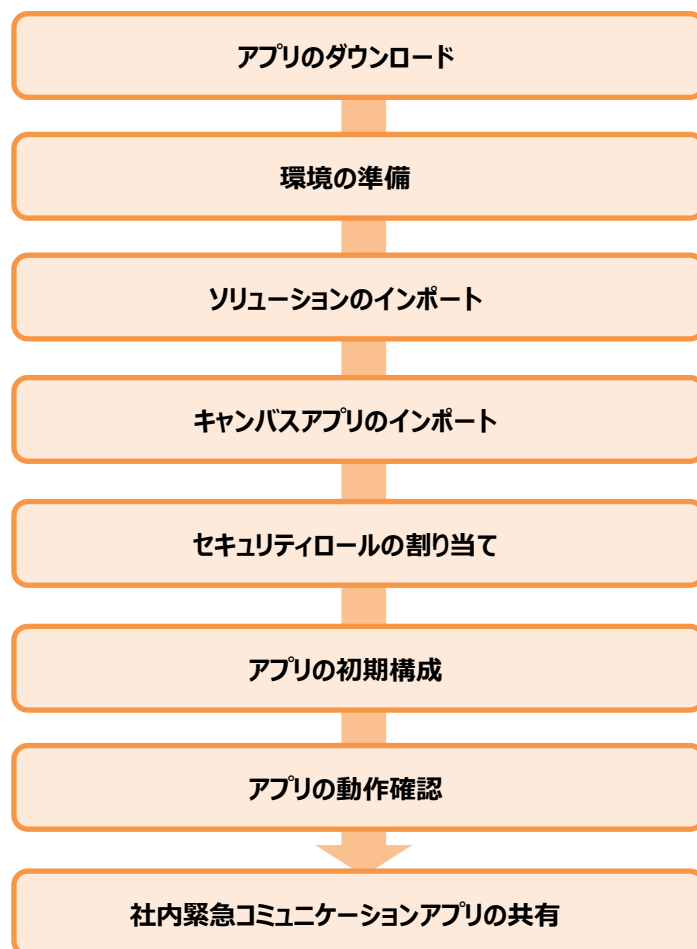 アプリのダウンロード
環境の準備
ソリューションのインポート
キャンバスアプリのインポート
セキュリティロールの割り当て
アプリの初期構成
アプリの動作確認
社内緊急コミュニケーションアプリの共有